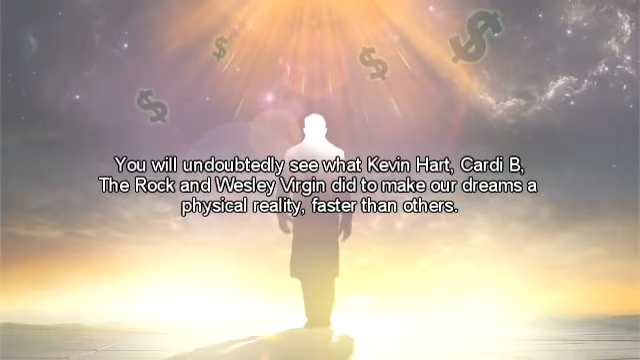 You will undoubtedly see what Kevin Hart, Cardi B,
The Rock and Wesley Virgin did to make our dreams a
physical reality, faster than others.